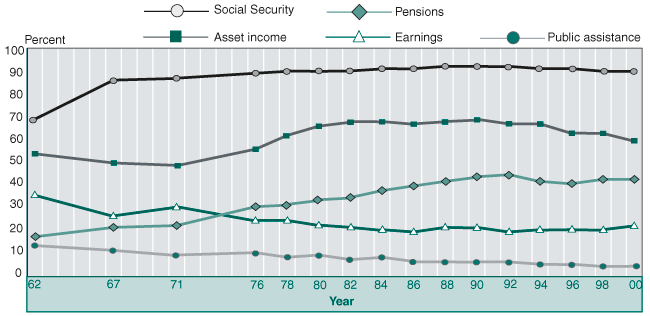 Social Security Pensions
Asset income Earnings Public assistance
Percent
100
90
80
70
60
50
40
30
20
10
0
62 67 71 76 78 80 82 84 86 88 90 92 94 96 98 00
Year